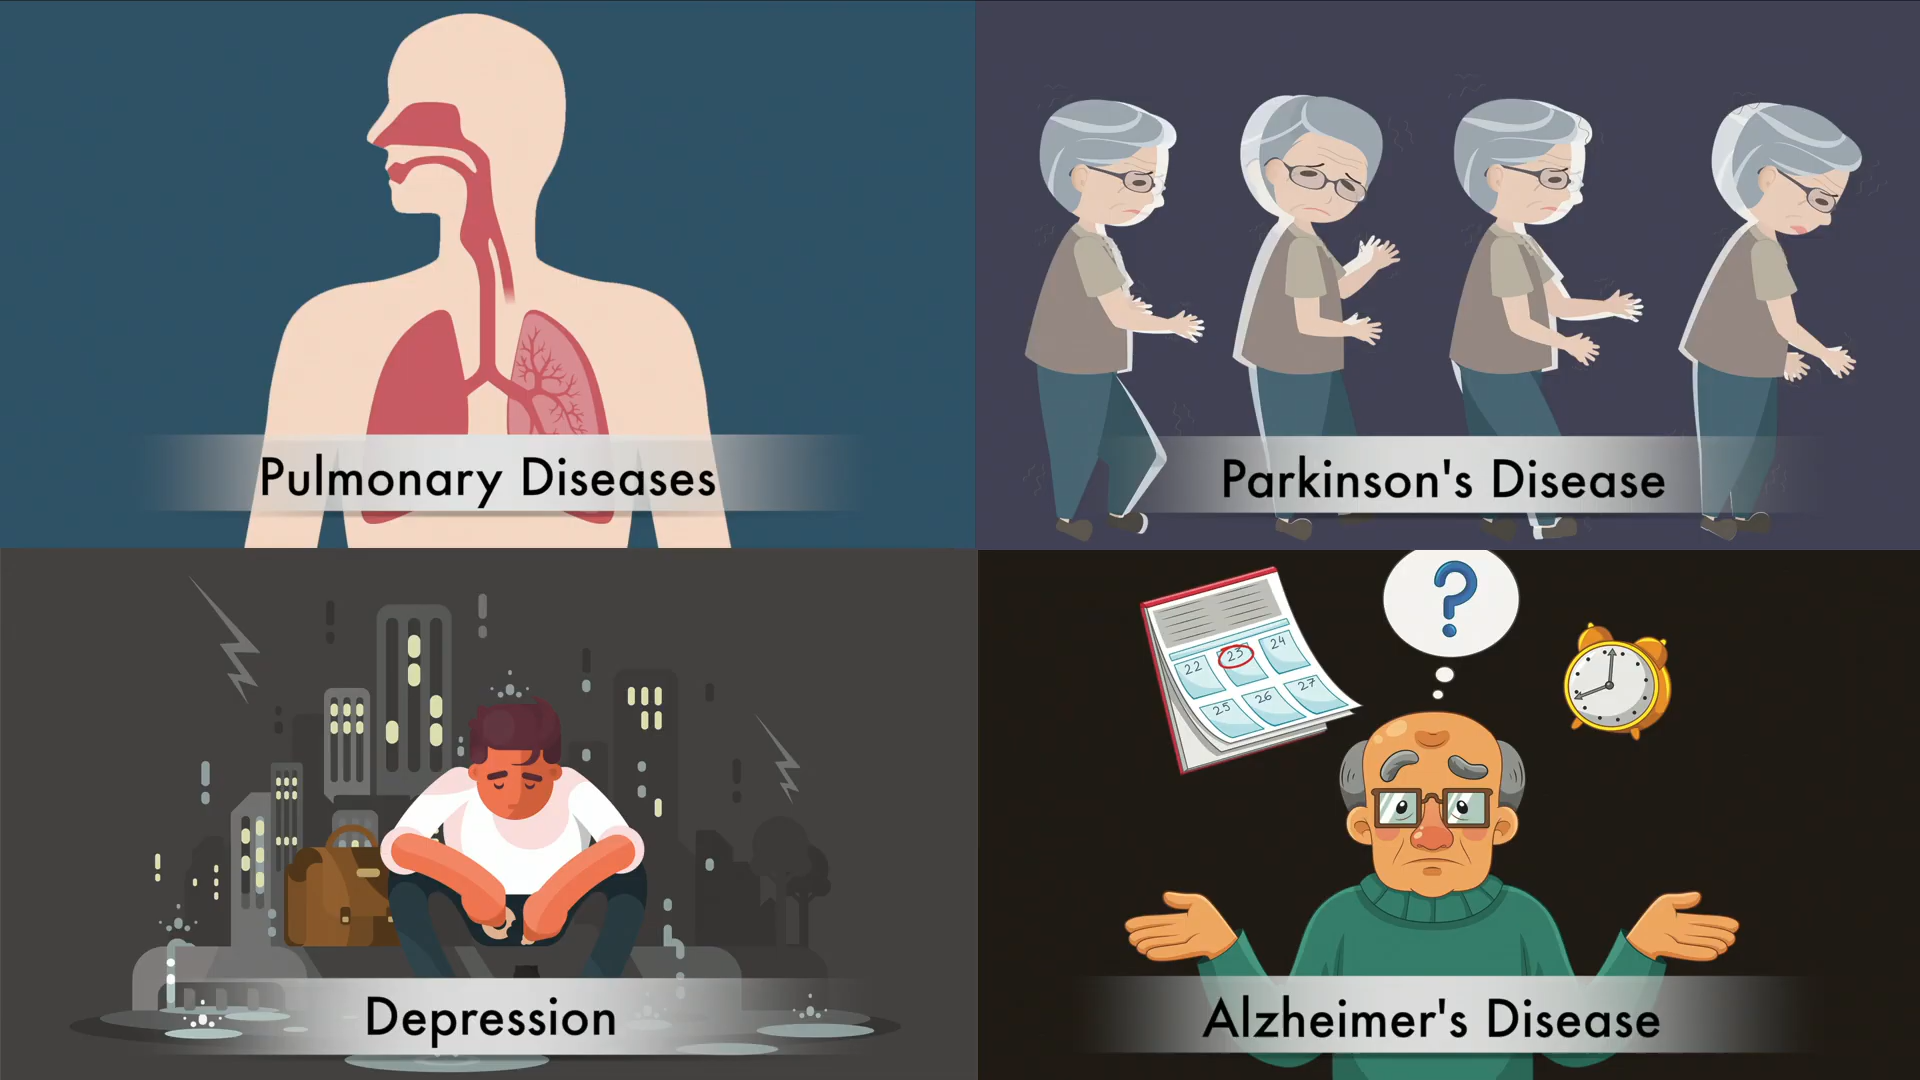 Pulmonary Diseases
Parkinson's Disease
Depression
?
22 23 24
25 26 27
Alzheimer's Disease